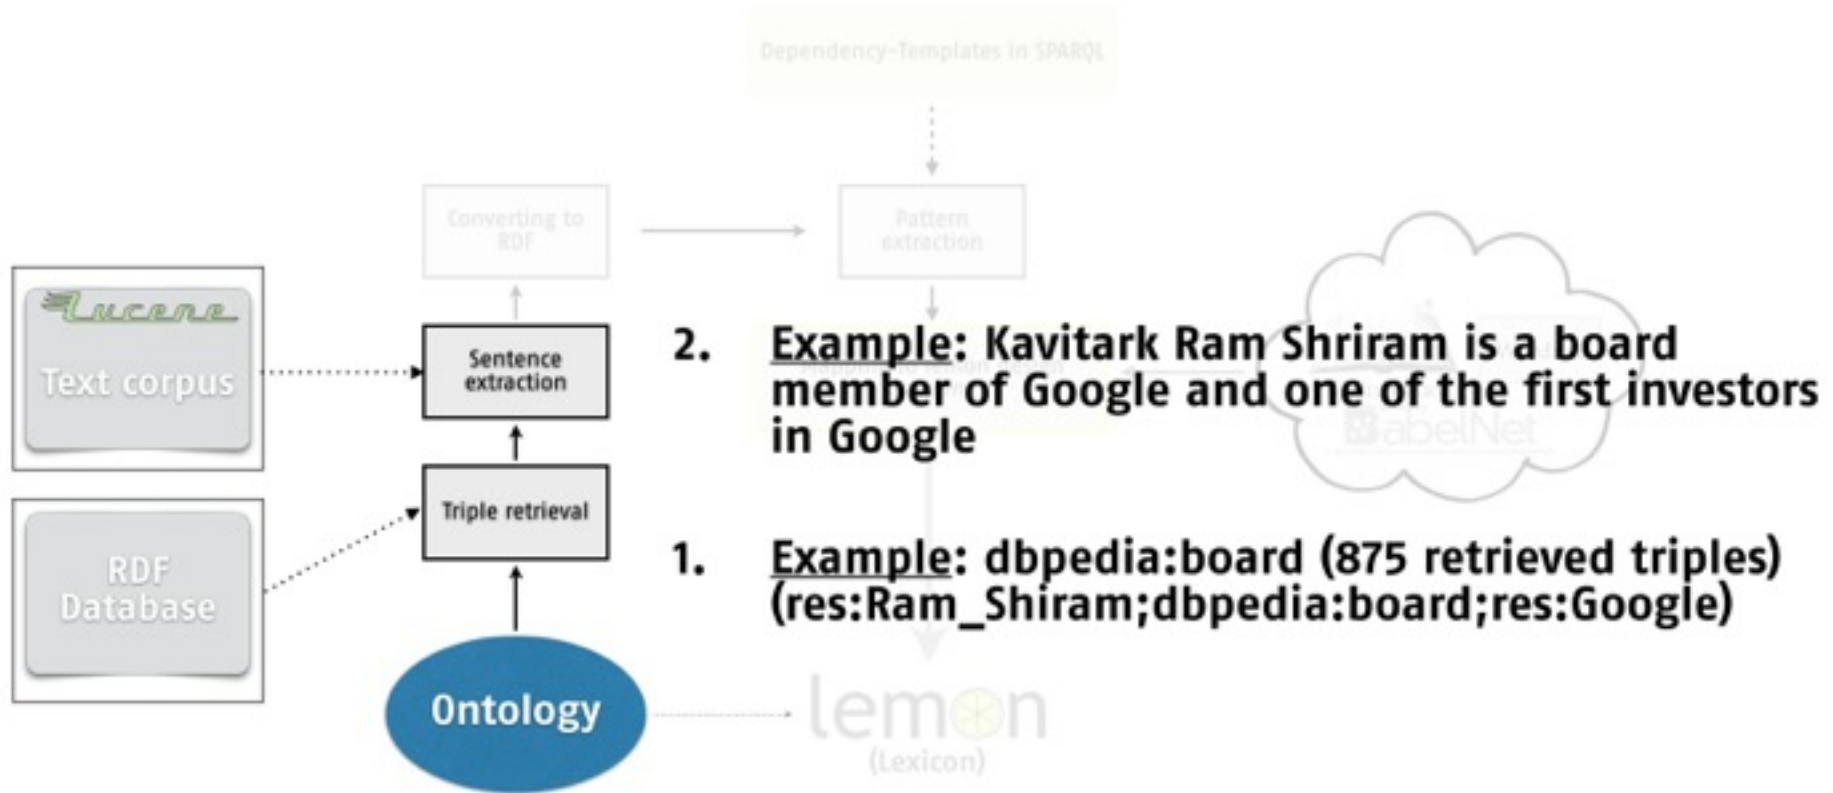 Dependency-Templates in SPARQL
Converting to
RDF
Pattern
extraction
Lucene
Text corpus
Sentence
extraction
2. Example: Kavitark Ram Shriram is a board
member of Google and one of the first investors
in Google
BabelNet
Triple retrieval
RDF
Database
1. Example: dbpedia:board (875 retrieved triples)
(res:Ram_Shiram;dbpedia:board;res:Google)
Ontology
lemon
(Lexicon)